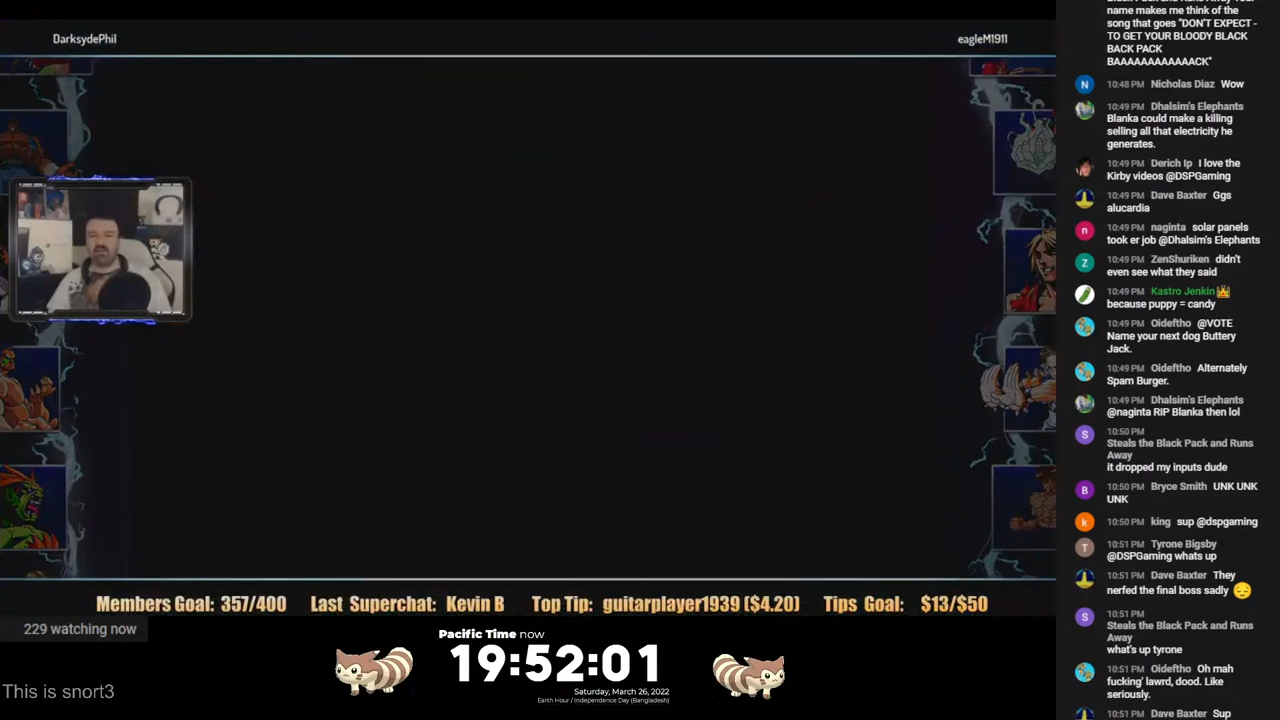 DarksydePhil
eagleM1911
name makes me think of the
song that goes "DON'T EXPECT -
TO GET YOUR BLOODY BLACK
BACK PACK
BAAAAAAAAAAAACK"
N 10:48 PM Nicholas Diaz Wow
10:49 PM Dhalsim's Elephants
Blanka could make a killing
selling all that electricity he
generates.
10:49 PM Derich Ip I love the
Kirby videos @DSPGaming
10:49 PM Dave Baxter Ggs
alucardia
n 10:49 PM naginta solar panels
took er job @Dhalsim's Elephants
Z 10:49 PM ZenShuriken didn't
even see what they said
10:49 PM Kastro Jenkin
because puppy = candy
10:49 PM Oideftho @VOTE
Name your next dog Buttery
Jack.
10:49 PM Oideftho Alternately
Spam Burger.
10:49 PM Dhalsim's Elephants
@naginta RIP Blanka then lol
S 10:50 PM
Steals the Black Pack and Runs
Away
it dropped my inputs dude
B 10:50 PM Bryce Smith UNK UNK
UNK
k 10:50 PM king sup @dspgaming
T 10:51 PM Tyrone Bigsby
@DSPGaming whats up
10:51 PM Dave Baxter They
nerfed the final boss sadly
S 10:51 PM
Steals the Black Pack and Runs
Away
what's up tyrone
10:51 PM Oideftho Oh mah
fucking' lawrd, dood. Like
seriously.
10:51 PM Dave Baxter Sup
Members Goal: 357/400 Last Superchat: Kevin B Top Tip: guitarplayer1939 ($4.20) Tips Goal: $13/$50
229 watching now
Pacific Time now
19:52:01
Saturday, March 26, 2022
Earth Hour / Independence Day (Bangladesh)
This is snort3